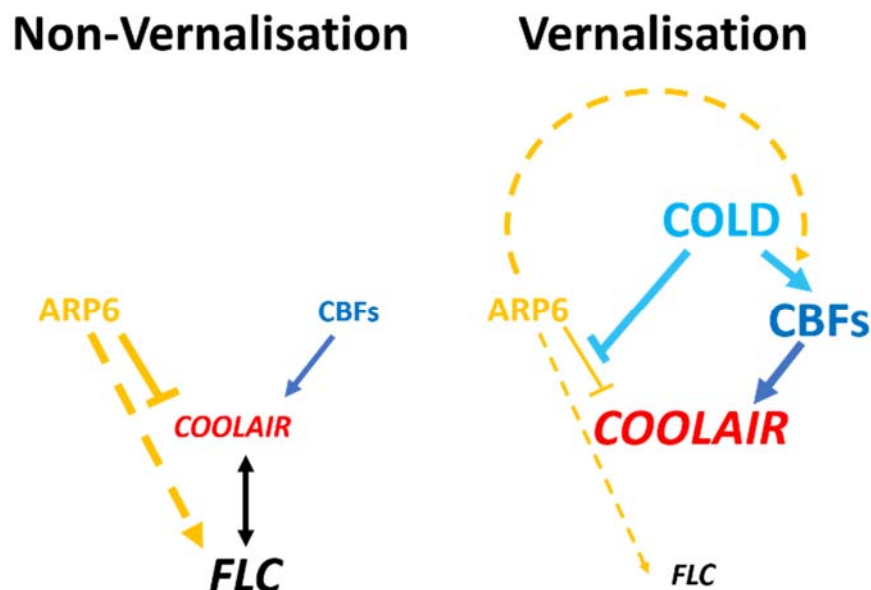 Non-Vernalisation
ARP6
CBFs
COOLAIR
FLC
Vernalisation
COLD
ARP6
CBFs
COOLAIR
FLC